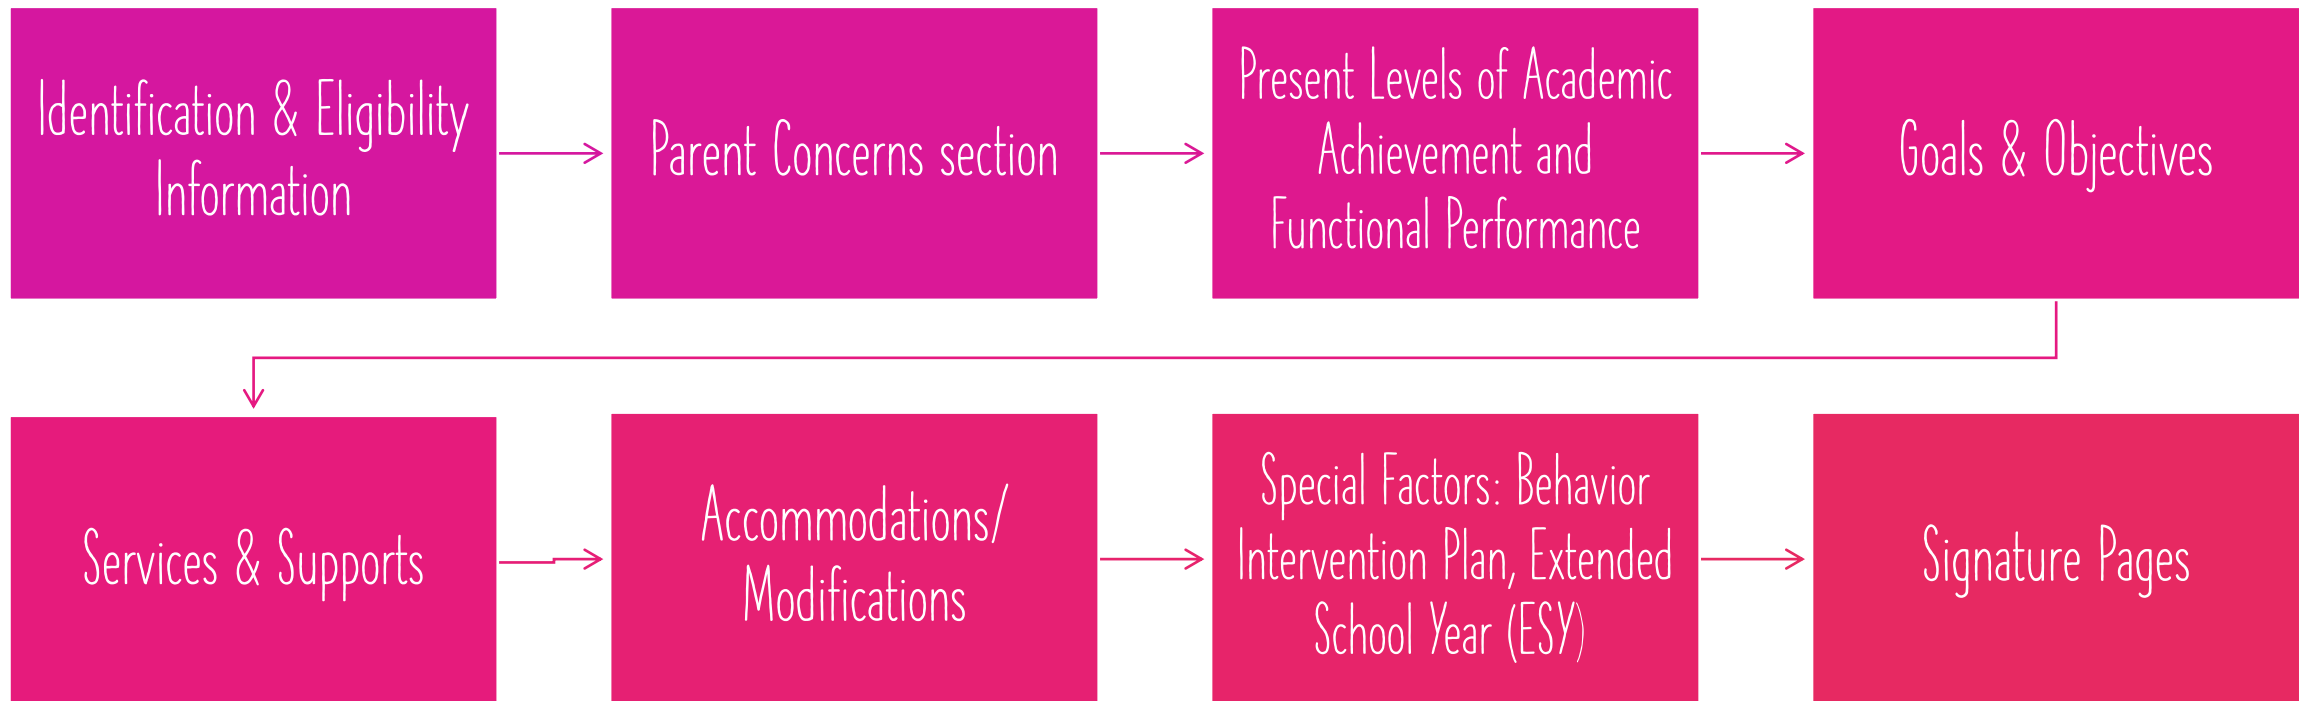 Identification & Eligibility
Information
Parent Concerns section
Present Levels of Academic
Achievement and
Functional Performance
Goals & Objectives
Services & Supports
Accommodations/
Modifications
Special Factors: Behavior
Intervention Plan, Extended
School Year (ESY)
Signature Pages